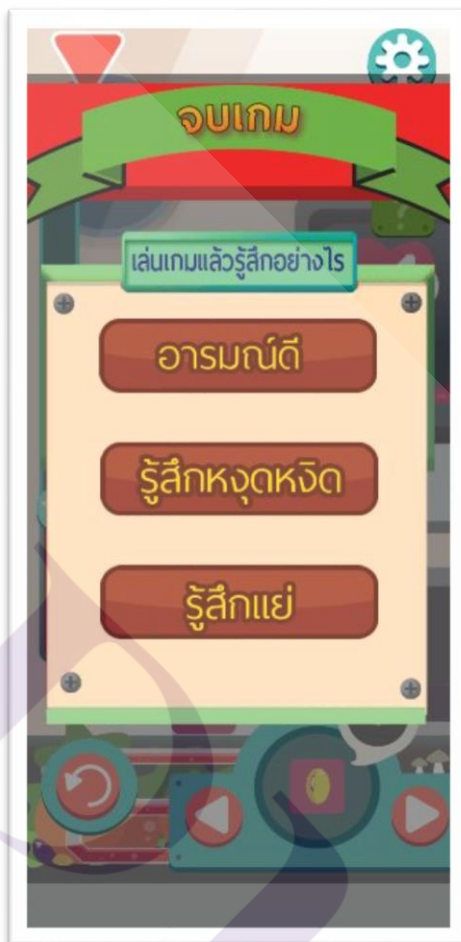 จบเกม
เล่นเกมแล้วรู้สึกอย่างไร
อารมณ์ดี
รู้สึกหงุดหงิด
รู้สึกแย่